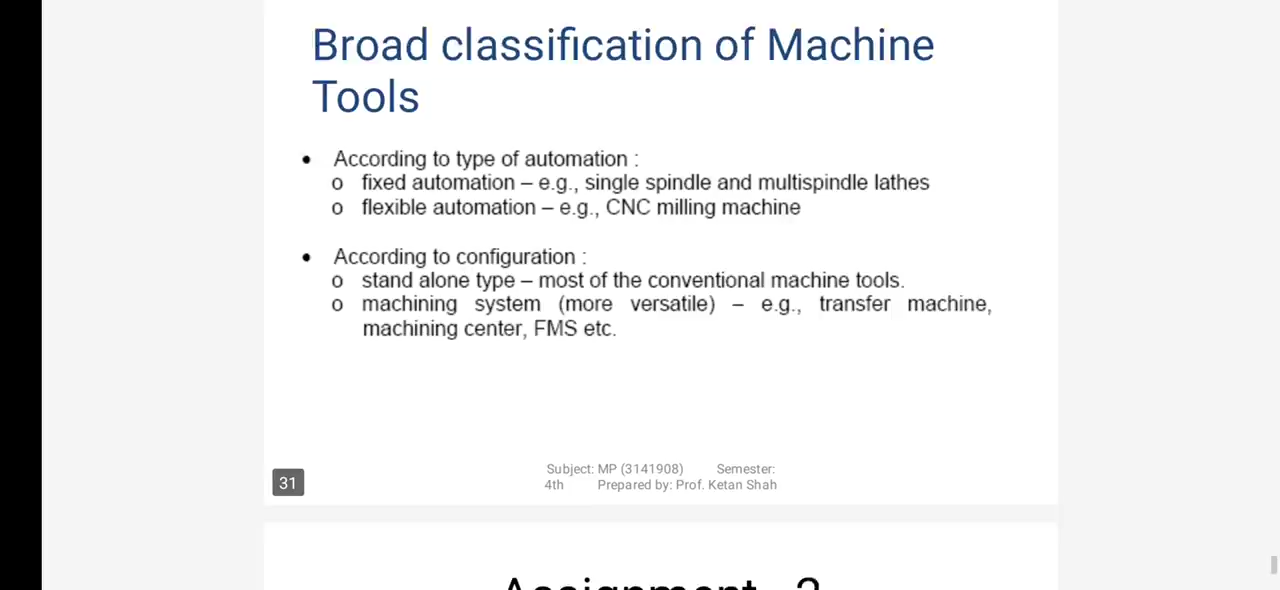 Broad classification of Machine
Tools
• According to type of automation :
o fixed automation – e.g., single spindle and multispindle lathes
o flexible automation – e.g., CNC milling machine
• According to configuration :
o stand alone type – most of the conventional machine tools.
o machining system (more versatile) – e.g., transfer machine,
machining center, FMS etc.
Subject: MP (3141908) Semester:
4th Prepared by: Prof. Ketan Shah
31
Assignment - 2